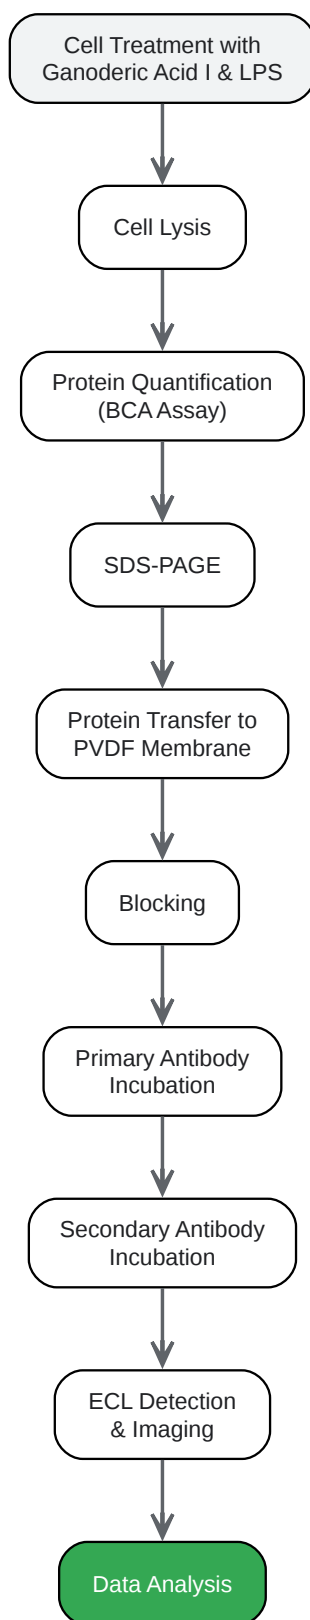 Cell Treatment with
Ganoderic Acid I & LPS
Cell Lysis
Protein Quantification
(BCA Assay)
SDS-PAGE
Protein Transfer to
PVDF Membrane
Blocking
Primary Antibody
Incubation
Secondary Antibody
Incubation
ECL Detection
& Imaging
Data Analysis